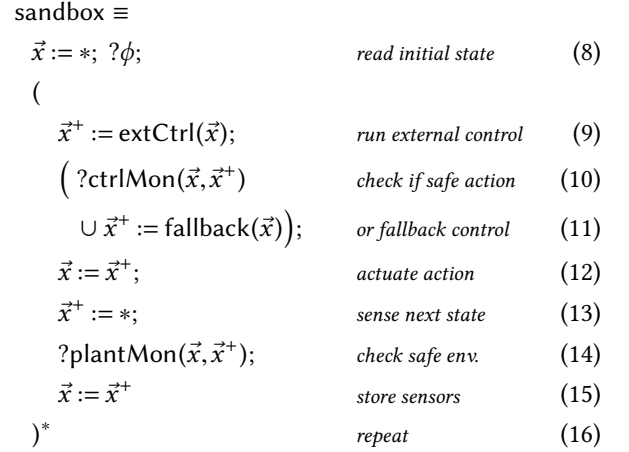 sandbox ≡
x⃗ := ∗; ?ϕ; read initial state (8)
(
x⃗⁺ := extCtrl(x⃗); run external control (9)
( ?ctrlMon(x⃗, x⃗⁺) check if safe action (10)
∪ x⃗⁺ := fallback(x⃗)); or fallback control (11)
x⃗ := x⃗⁺; actuate action (12)
x⃗⁺ := ∗; sense next state (13)
?plantMon(x⃗, x⃗⁺); check safe env. (14)
x⃗ := x⃗⁺ store sensors (15)
)* repeat (16)